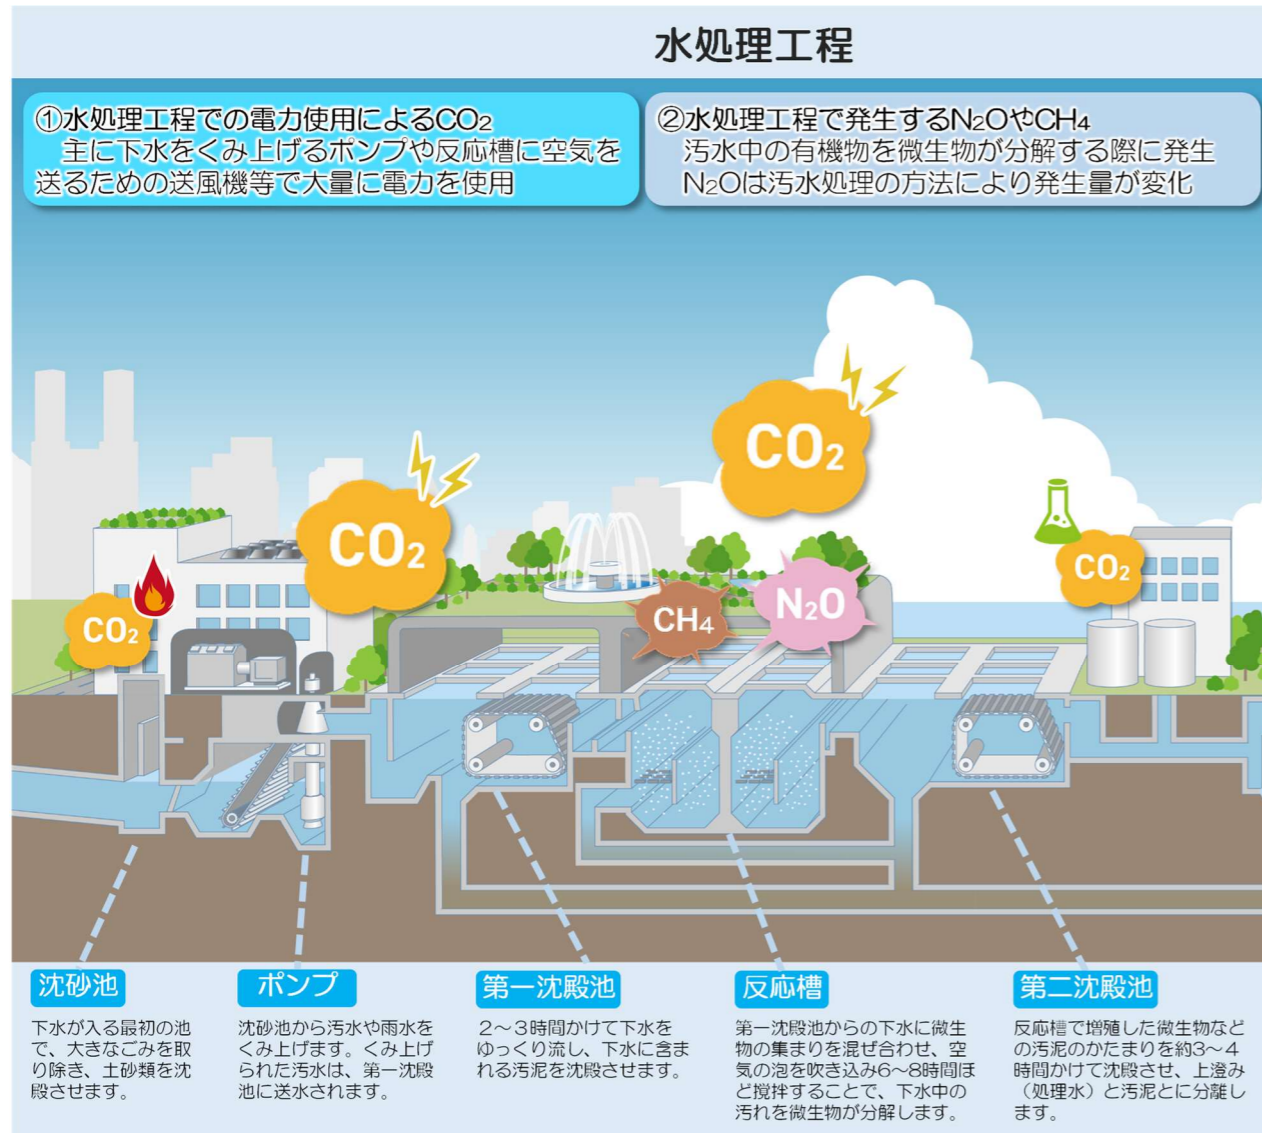 水処理工程
①水処理工程での電力使用によるCO₂
主に下水をくみ上げるポンプや反応槽に空気を
送るための送風機等で大量に電力を使用
②水処理工程で発生するN₂OやCH₄
汚水中の有機物を微生物が分解する際に発生
N₂Oは汚水処理の方法により発生量が変化
CO₂
CO₂
CO₂
CH₄
N₂O
CO₂
沈砂池
下水が入る最初の池
で、大きなごみを取
り除き、土砂類を沈
殿させます。
ポンプ
沈砂池から汚水や雨水を
くみ上げます。くみ上げ
られた汚水は、第一沈殿
池に送水されます。
第一沈殿池
2～3時間かけて下水を
ゆっくり流し、下水に含ま
れる汚泥を沈殿させます。
反応槽
第一沈殿池からの下水に微生
物の集まりを混ぜ合わせ、空
気の泡を吹き込み6～8時間ほ
ど撹拌することで、下水中の
汚れを微生物が分解します。
第二沈殿池
反応槽で増殖した微生物など
の汚泥のかたまりを約3～4
時間かけて沈殿させ、上澄み
（処理水）と汚泥とに分離し
ます。